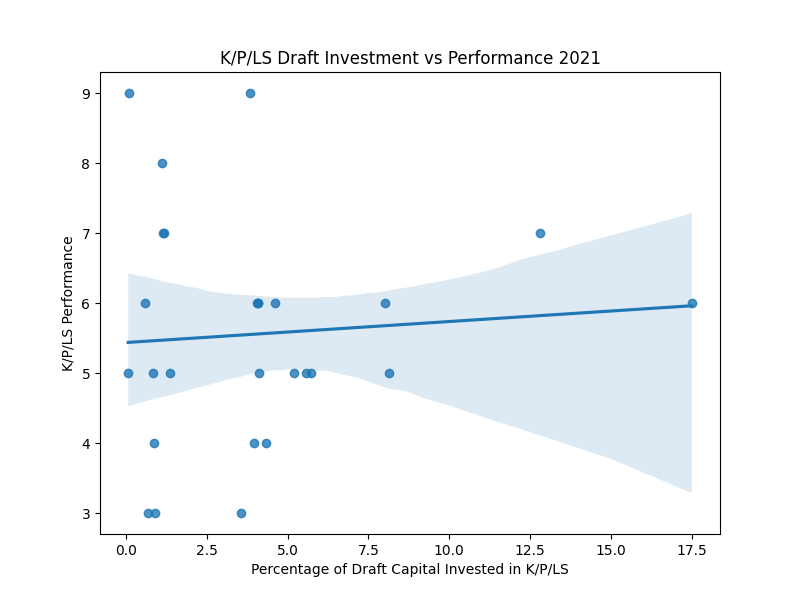 K/P/LS Draft Investment vs Performance 2021
9
8
7
6
5
4
3
K/P/LS Performance
0.0 2.5 5.0 7.5 10.0 12.5 15.0 17.5
Percentage of Draft Capital Invested in K/P/LS